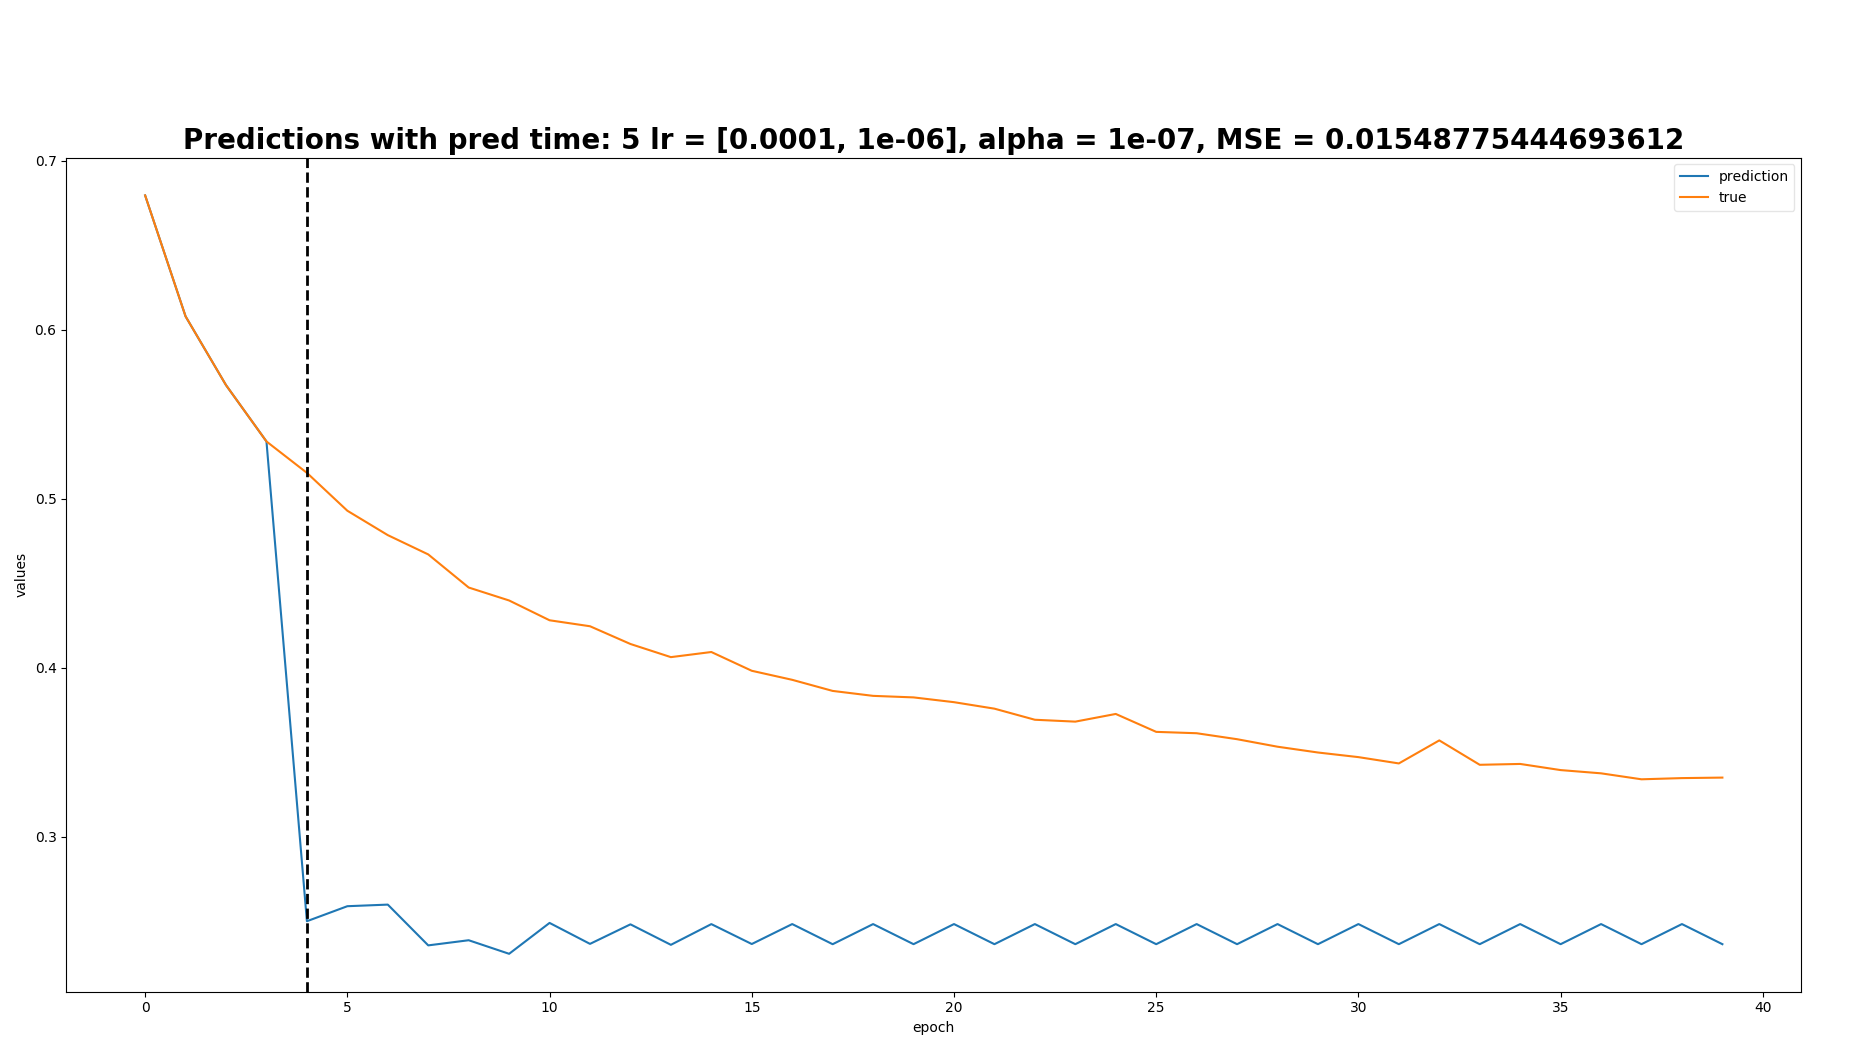 Predictions with pred time: 5 lr = [0.0001, 1e-06], alpha = 1e-07, MSE = 0.01548775444693612
prediction
true
values
0.7
0.6
0.5
0.4
0.3
0 5 10 15 20 25 30 35 40
epoch